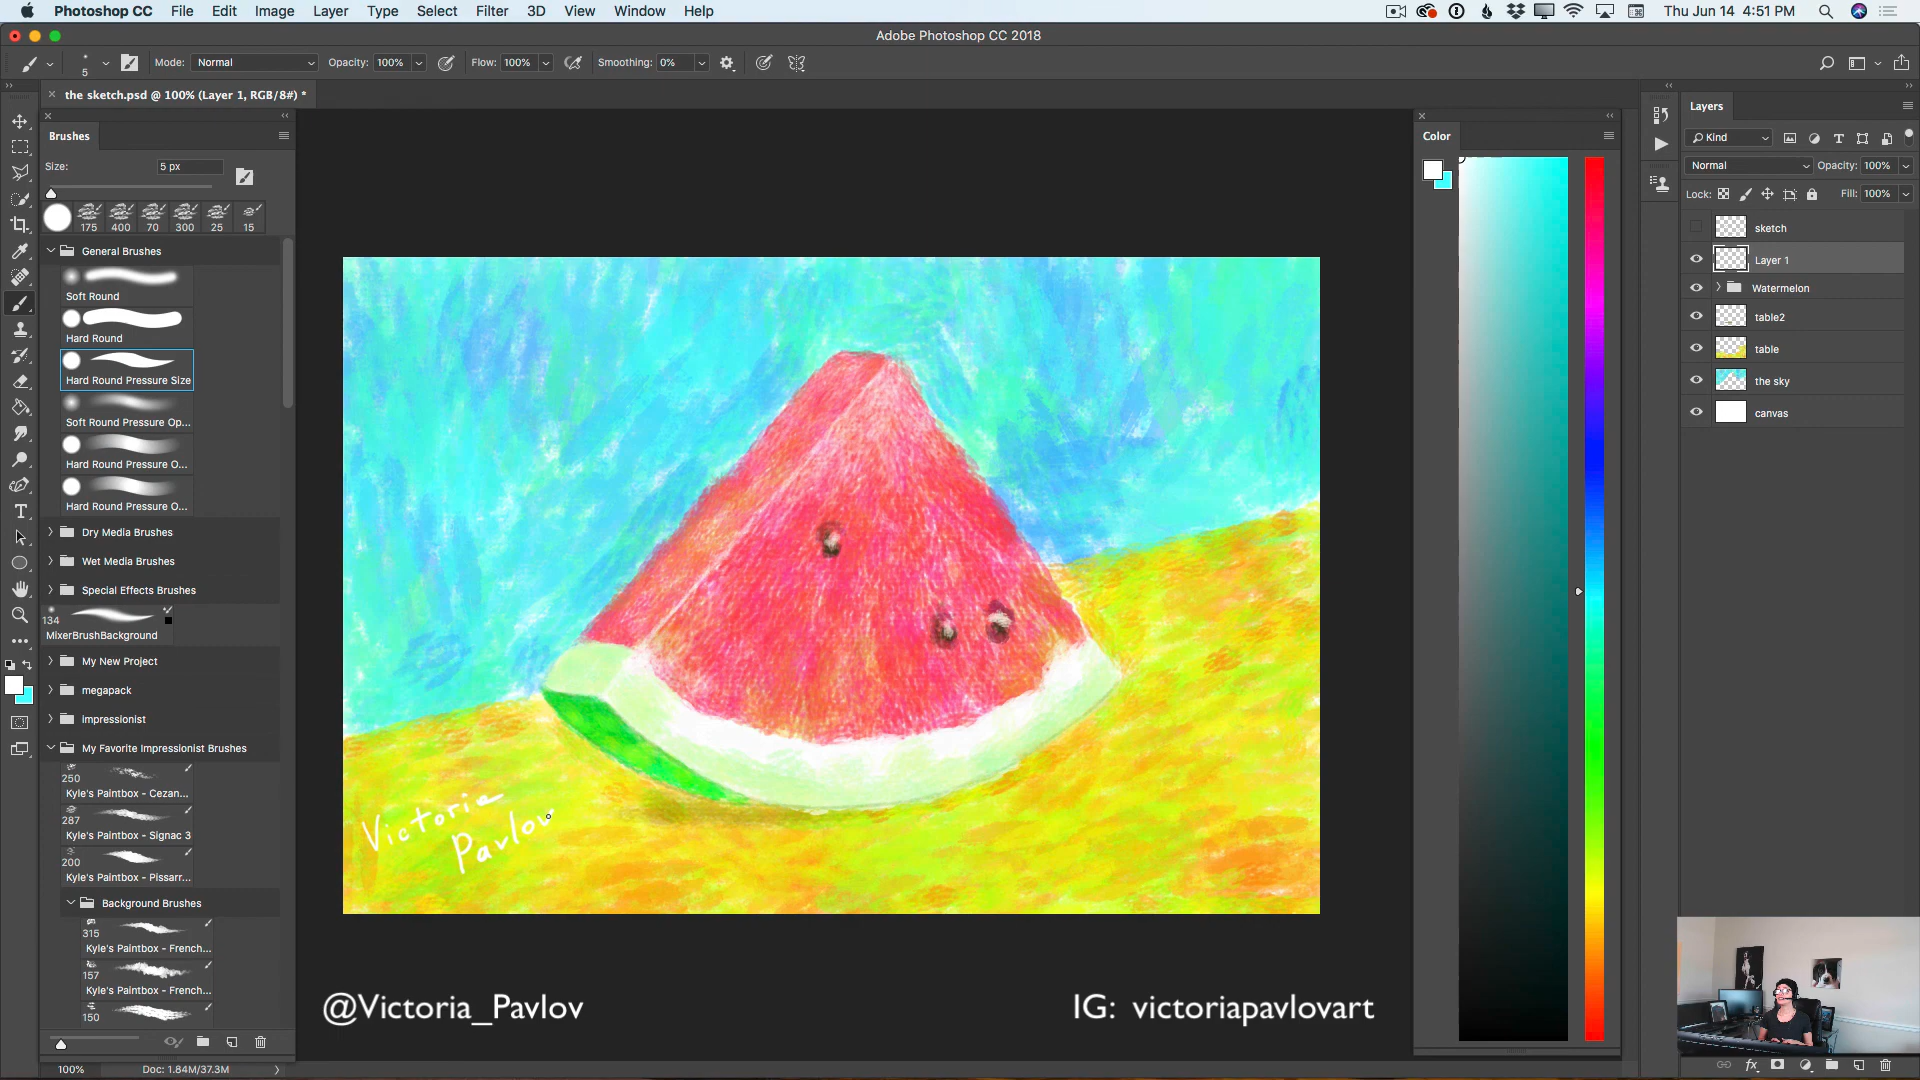 Photoshop CC File Edit Image Layer Type Select Filter 3D View Window Help Thu Jun 14 4:51 PM
Adobe Photoshop CC 2018
5 Mode: Normal Opacity: 100% Flow: 100% Smoothing: 0%
the sketch.psd @ 100% (Layer 1, RGB/8#) *
Brushes
Size: 5 px
175 400 70 300 25 15
General Brushes
Soft Round
Hard Round
Hard Round Pressure Size
Soft Round Pressure Op...
Hard Round Pressure O...
Hard Round Pressure O...
Dry Media Brushes
Wet Media Brushes
Special Effects Brushes
134
MixerBrushBackground
My New Project
megapack
impressionist
My Favorite Impressionist Brushes
250
Kyle's Paintbox - Cezan...
287
Kyle's Paintbox - Signac 3
200
Kyle's Paintbox - Pissarr...
Background Brushes
315
Kyle's Paintbox - French...
157
Kyle's Paintbox - French...
150
100% Doc: 1.84M/37.3M
Victoria
Pavlov
@Victoria_Pavlov
IG: victoriapavlovart
Color
Layers
Kind
Normal Opacity: 100%
Lock: Fill: 100%
sketch
Layer 1
Watermelon
table2
table
the sky
canvas